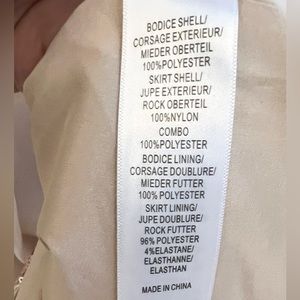 BODICE SHELL/
CORSAGE EXTERIEUR/
MIEDER OBERTEIL
100%POLYESTER
SKIRT SHELL/
JUPE EXTERIEUR/
ROCK OBERTEIL
100%NYLON
COMBO
100%POLYESTER
BODICE LINING/
CORSAGE DOUBLURE/
MIEDER FUTTER
100% POLYESTER
SKIRT LINING/
JUPE DOUBLURE/
ROCK FUTTER
96% POLYESTER
4%ELASTANE/
ELASTHANNE/
ELASTHAN
MADE IN CHINA